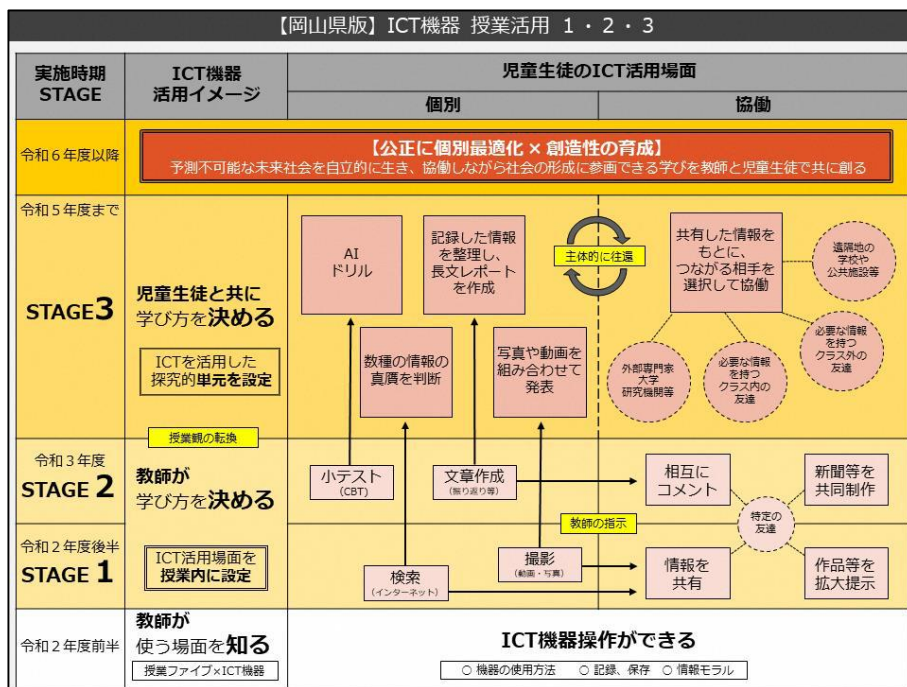 【岡山県版】ICT機器 授業活用 1・2・3
実施時期
STAGE
ICT機器
活用イメージ
児童生徒のICT活用場面
個別
協働
令和6年度以降
【公正に個別最適化×創造性の育成】
予測不可能な未来社会を自立的に生き、協働しながら社会の形成に参画できる学びを教師と児童生徒で共に創る
令和5年度まで
STAGE3
児童生徒と共に
学び方を決める
ICTを活用した
探究的単元を設定
AI
ドリル
記録した情報
を整理し、
長文レポート
を作成
数種の情報の
真贋を判断
写真や動画を
組み合わせて
発表
主体的に往還
共有した情報を
もとに、
つながる相手を
選択して協働
遠隔地の
学校や
公共施設等
外部専門家
大学
研究機関等
必要な情報
を持つ
クラス内の
友達
必要な情報
を持つ
クラス外の
友達
授業観の転換
令和3年度
STAGE 2
教師が
学び方を決める
小テスト
(CBT)
文章作成
(振り返り等)
相互に
コメント
新聞等を
共同制作
教師の指示
特定の
友達
令和2年度後半
STAGE 1
ICT活用場面を
授業内に設定
検索
(インターネット)
撮影
(動画・写真)
情報を
共有
作品等を
拡大提示
令和2年度前半
教師が
使う場面を知る
授業ファイブ×ICT機器
ICT機器操作ができる
○ 機器の使用方法 ○ 記録、保存 ○ 情報モラル